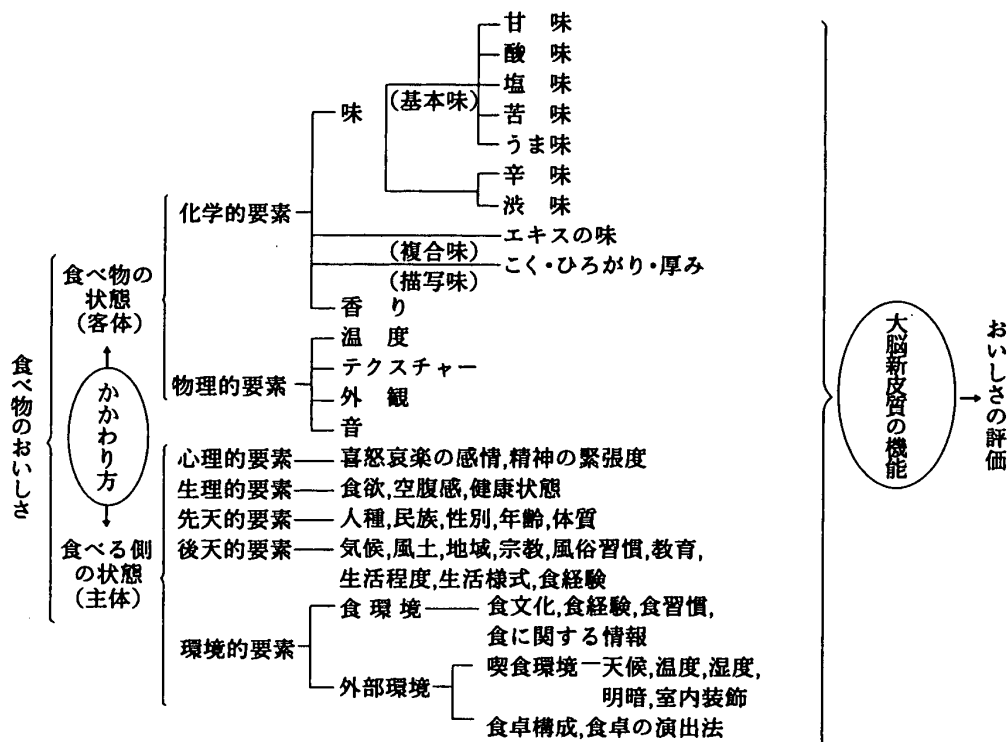 食べ物のおいしさ
食べ物の
状態
(客体)
かかわり方
食べる側
の状態
(主体)
化学的要素
味
(基本味)
甘 味
酸 味
塩 味
苦 味
うま味
辛 味
渋 味
エキスの味
(複合味)
こく・ひろがり・厚み
(描写味)
香 り
物理的要素
温 度
テクスチャー
外 観
音
心理的要素
喜怒哀楽の感情,精神の緊張度
生理的要素
食欲,空腹感,健康状態
先天的要素
人種,民族,性別,年齢,体質
後天的要素
気候,風土,地域,宗教,風俗習慣,教育,
生活程度,生活様式,食経験
環境的要素
食環境
食文化,食経験,食習慣,
食に関する情報
外部環境
喫食環境
天候,温度,湿度,
明暗,室内装飾
食卓構成,食卓の演出法
大脳新皮質の機能
おいしさの評価